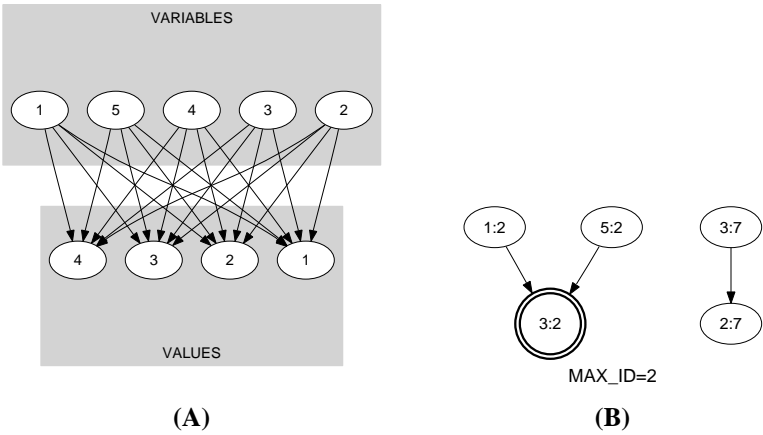 VARIABLES
1 5 4 3 2
4 3 2 1
VALUES
(A)
1:2 5:2 3:7
3:2 2:7
MAX_ID=2
(B)